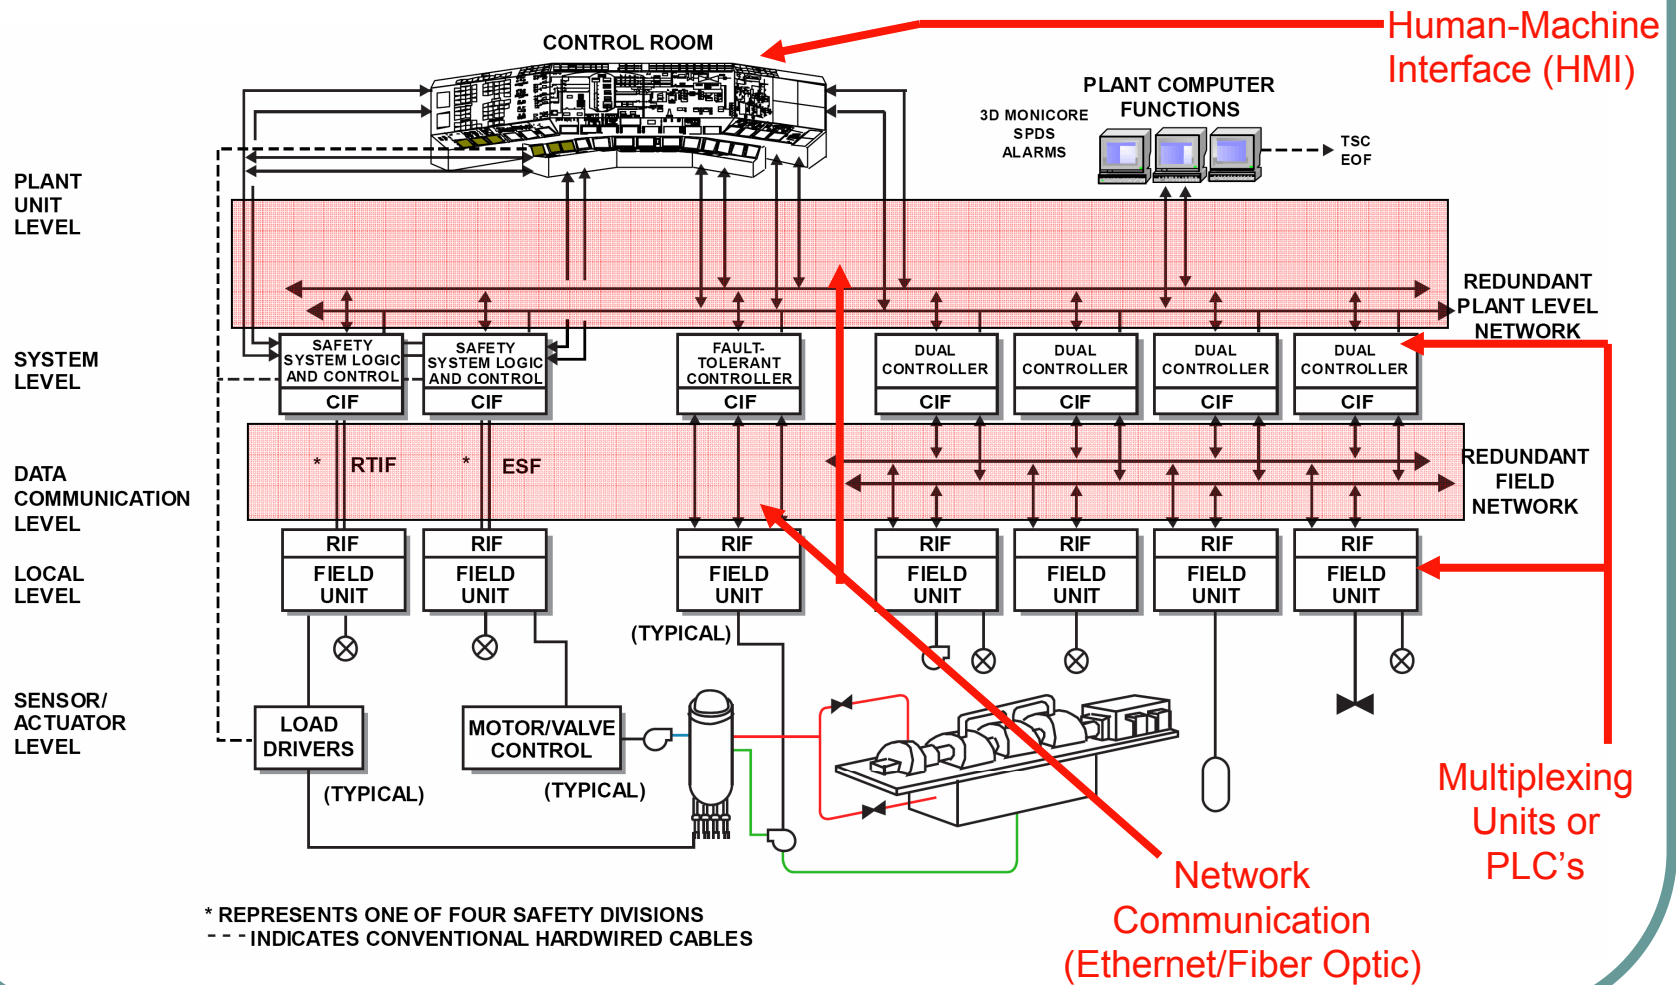 Human-Machine
Interface (HMI)
CONTROL ROOM
PLANT COMPUTER
FUNCTIONS
3D MONICORE
SPDS
ALARMS
TSC
EOF
PLANT
UNIT
LEVEL
REDUNDANT
PLANT LEVEL
NETWORK
SYSTEM
LEVEL
SAFETY
SYSTEM LOGIC
AND CONTROL
CIF
SAFETY
SYSTEM LOGIC
AND CONTROL
CIF
FAULT-
TOLERANT
CONTROLLER
CIF
DUAL
CONTROLLER
CIF
DUAL
CONTROLLER
CIF
DUAL
CONTROLLER
CIF
DUAL
CONTROLLER
CIF
DATA
COMMUNICATION
LEVEL
* RTIF
* ESF
REDUNDANT
FIELD
NETWORK
LOCAL
LEVEL
RIF
FIELD
UNIT
RIF
FIELD
UNIT
RIF
FIELD
UNIT
(TYPICAL)
RIF
FIELD
UNIT
RIF
FIELD
UNIT
RIF
FIELD
UNIT
RIF
FIELD
UNIT
SENSOR/
ACTUATOR
LEVEL
LOAD
DRIVERS
(TYPICAL)
MOTOR/VALVE
CONTROL
(TYPICAL)
Multiplexing
Units or
PLC's
Network
Communication
(Ethernet/Fiber Optic)
* REPRESENTS ONE OF FOUR SAFETY DIVISIONS
--- INDICATES CONVENTIONAL HARDWIRED CABLES